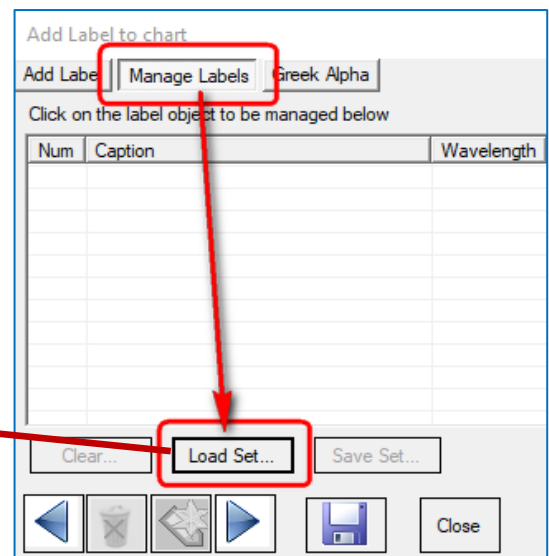 Add Label to chart
Add Labe Manage Labels Greek Alpha
Click on the label object to be managed below
Num Caption Wavelength
Clear... Load Set... Save Set...
Close